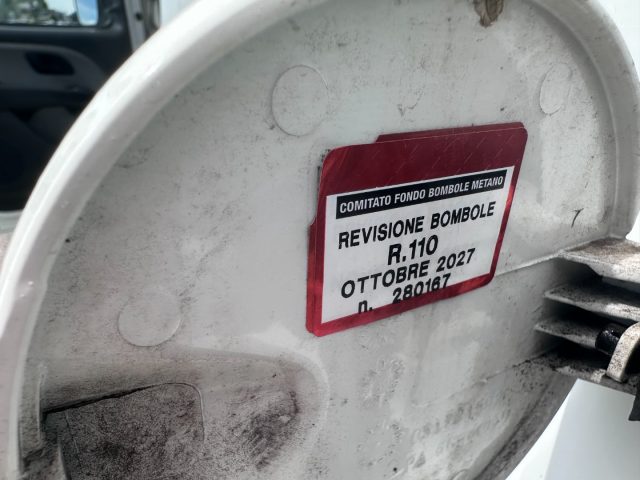 COMITATO FONDO BOMBOLE METANO
REVISIONE BOMBOLE
R.110
OTTOBRE 2027
n. 280167